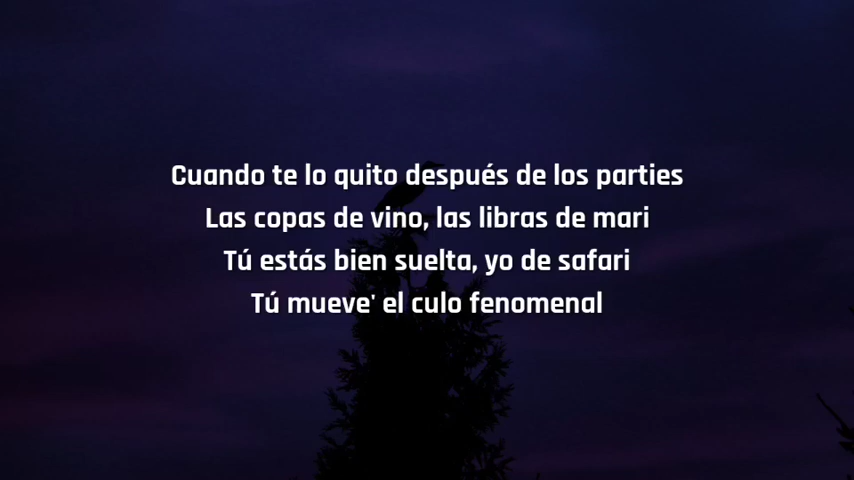 Cuando te lo quito después de los parties
Las copas de vino, las libras de mari
Tú estás bien suelta, yo de safari
Tú mueve' el culo fenomenal